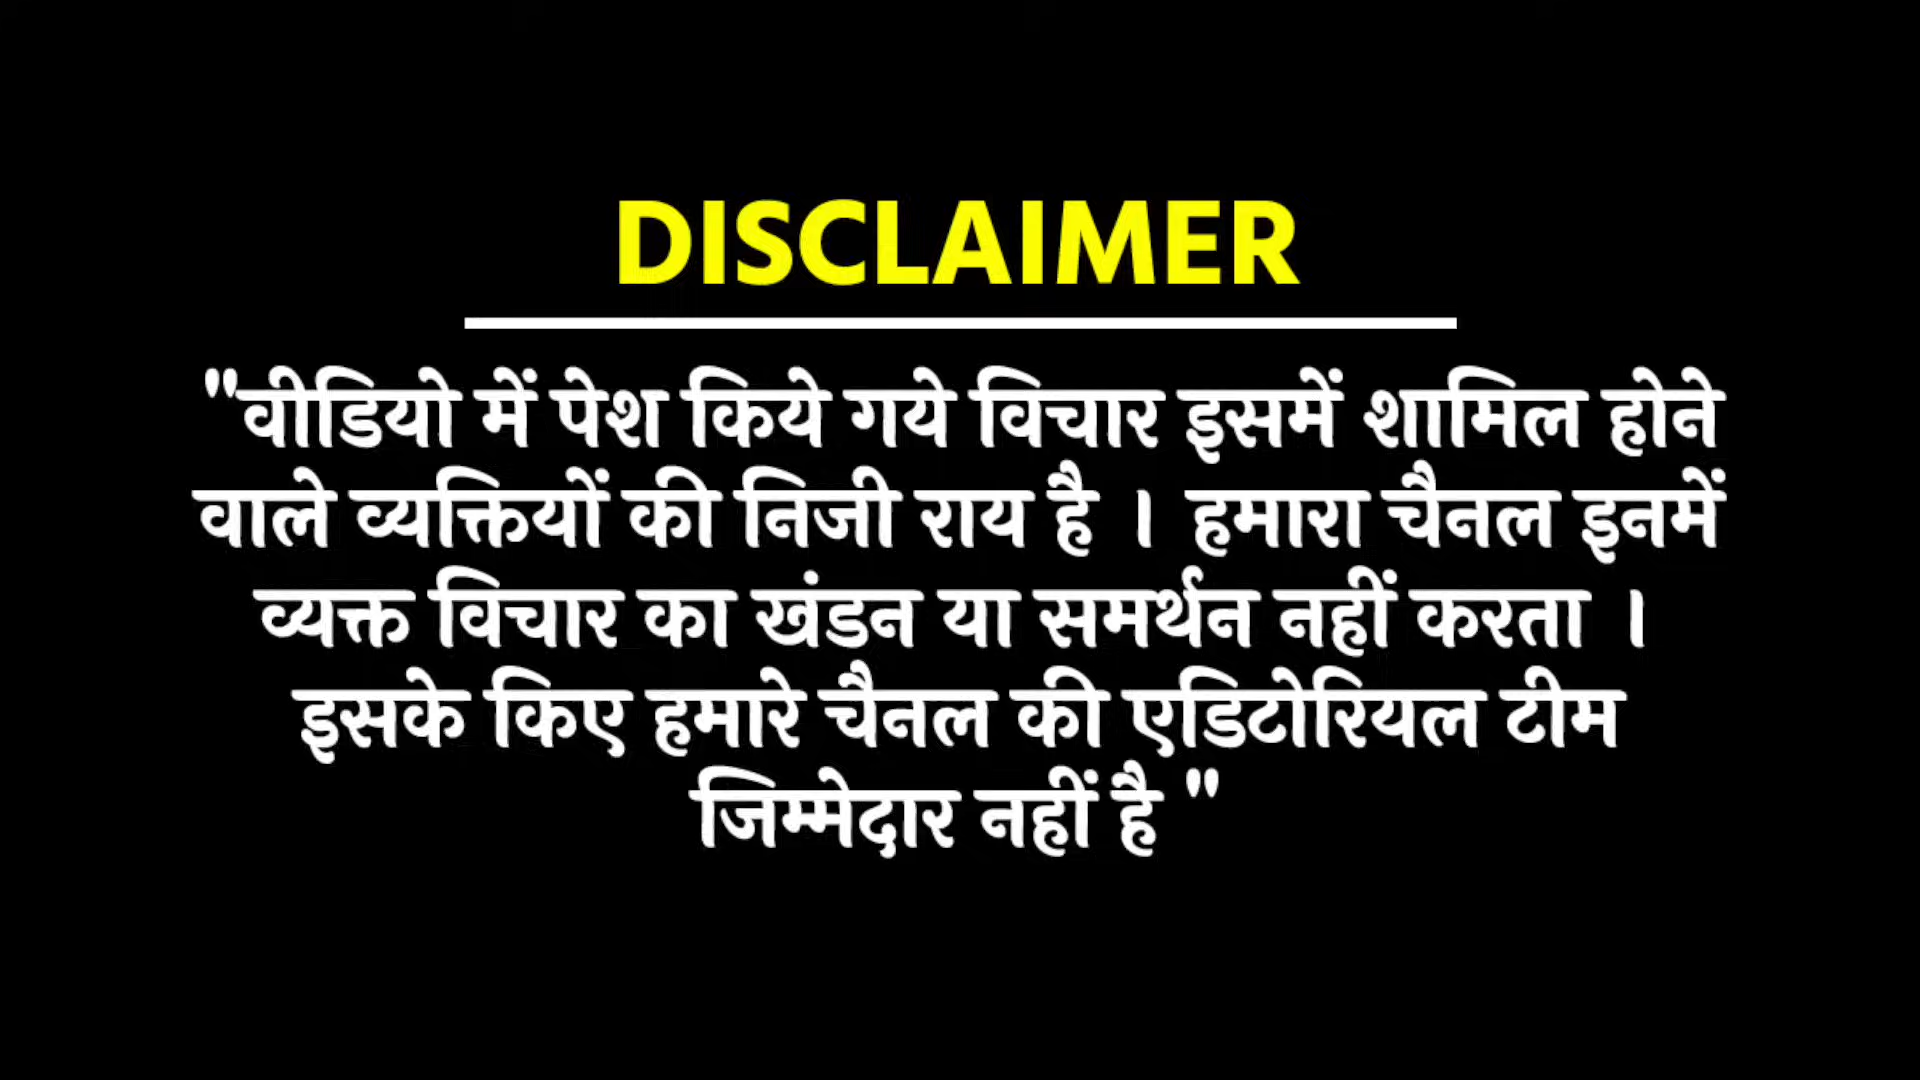 DISCLAIMER
"वीडियो में पेश किये गये विचार इसमें शामिल होने
वाले व्यक्तियों की निजी राय है । हमारा चैनल इनमें
व्यक्त विचार का खंडन या समर्थन नहीं करता ।
इसके किए हमारे चैनल की एडिटोरियल टीम
जिम्मेदार नहीं है "